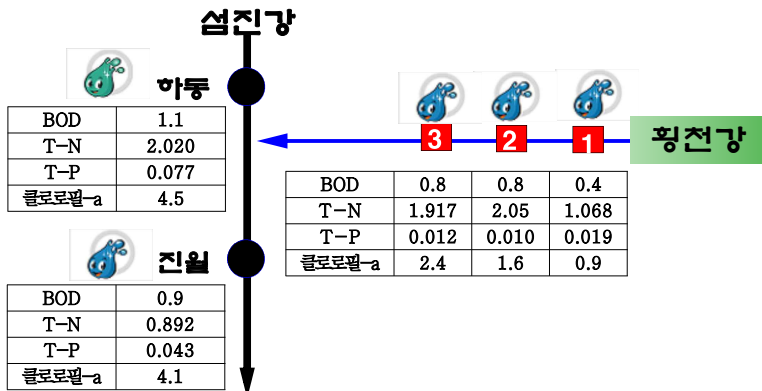 섬진강
하동
BOD 1.1
T-N 2.020
T-P 0.077
클로로필-a 4.5
3 2 1
횡천강
BOD 0.8 0.8 0.4
T-N 1.917 2.05 1.068
T-P 0.012 0.010 0.019
클로로필-a 2.4 1.6 0.9
진월
BOD 0.9
T-N 0.892
T-P 0.043
클로로필-a 4.1